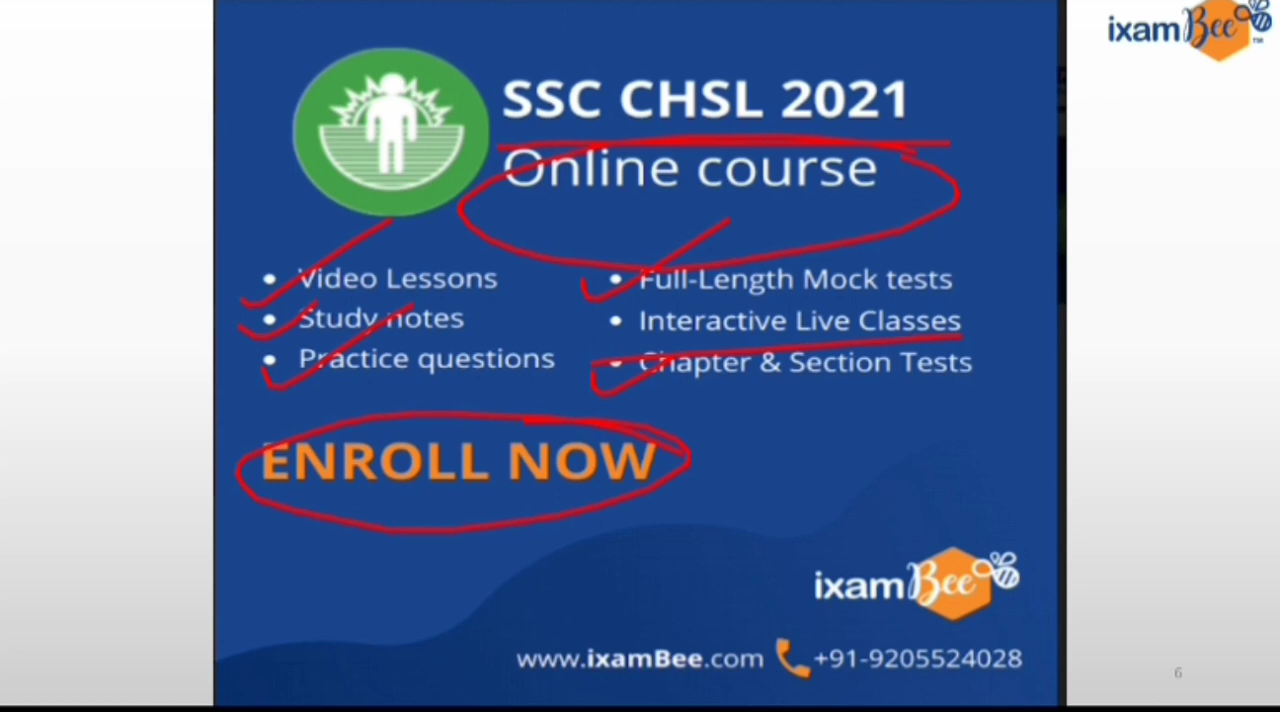 ixamBee
TM
SSC CHSL 2021
Online course
• Video Lessons
• Study notes
• Practice questions
• Full-Length Mock tests
• Interactive Live Classes
• Chapter & Section Tests
ENROLL NOW
ixamBee
www.ixamBee.com +91-9205524028
6